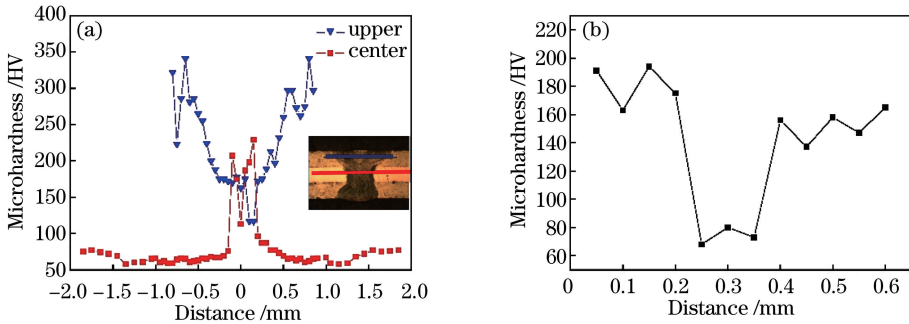 (a)
upper
center
400
350
300
250
200
150
100
50
Microhardness /HV
−2.0 −1.5 −1.0 −0.5 0 0.5 1.0 1.5 2.0
Distance /mm
(b)
220
200
180
160
140
120
100
80
60
Microhardness /HV
0 0.1 0.2 0.3 0.4 0.5 0.6
Distance /mm